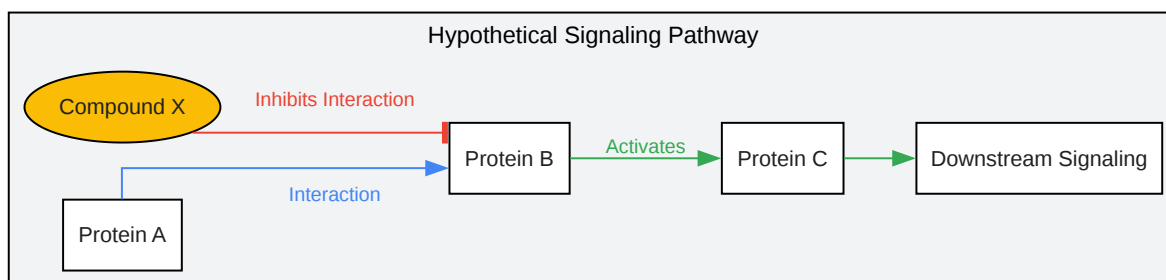 Hypothetical Signaling Pathway
Compound X
Inhibits Interaction
Protein B
Activates
Protein C
Downstream Signaling
Interaction
Protein A